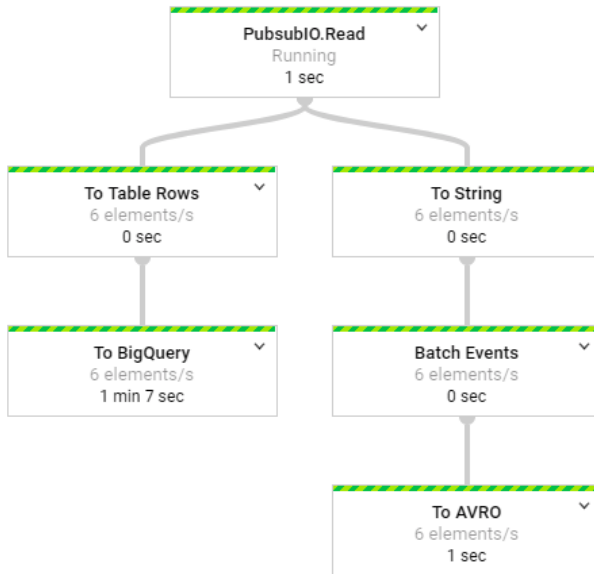 PubsubIO.Read
Running
1 sec
To Table Rows
6 elements/s
0 sec
To String
6 elements/s
0 sec
To BigQuery
6 elements/s
1 min 7 sec
Batch Events
6 elements/s
0 sec
To AVRO
6 elements/s
1 sec